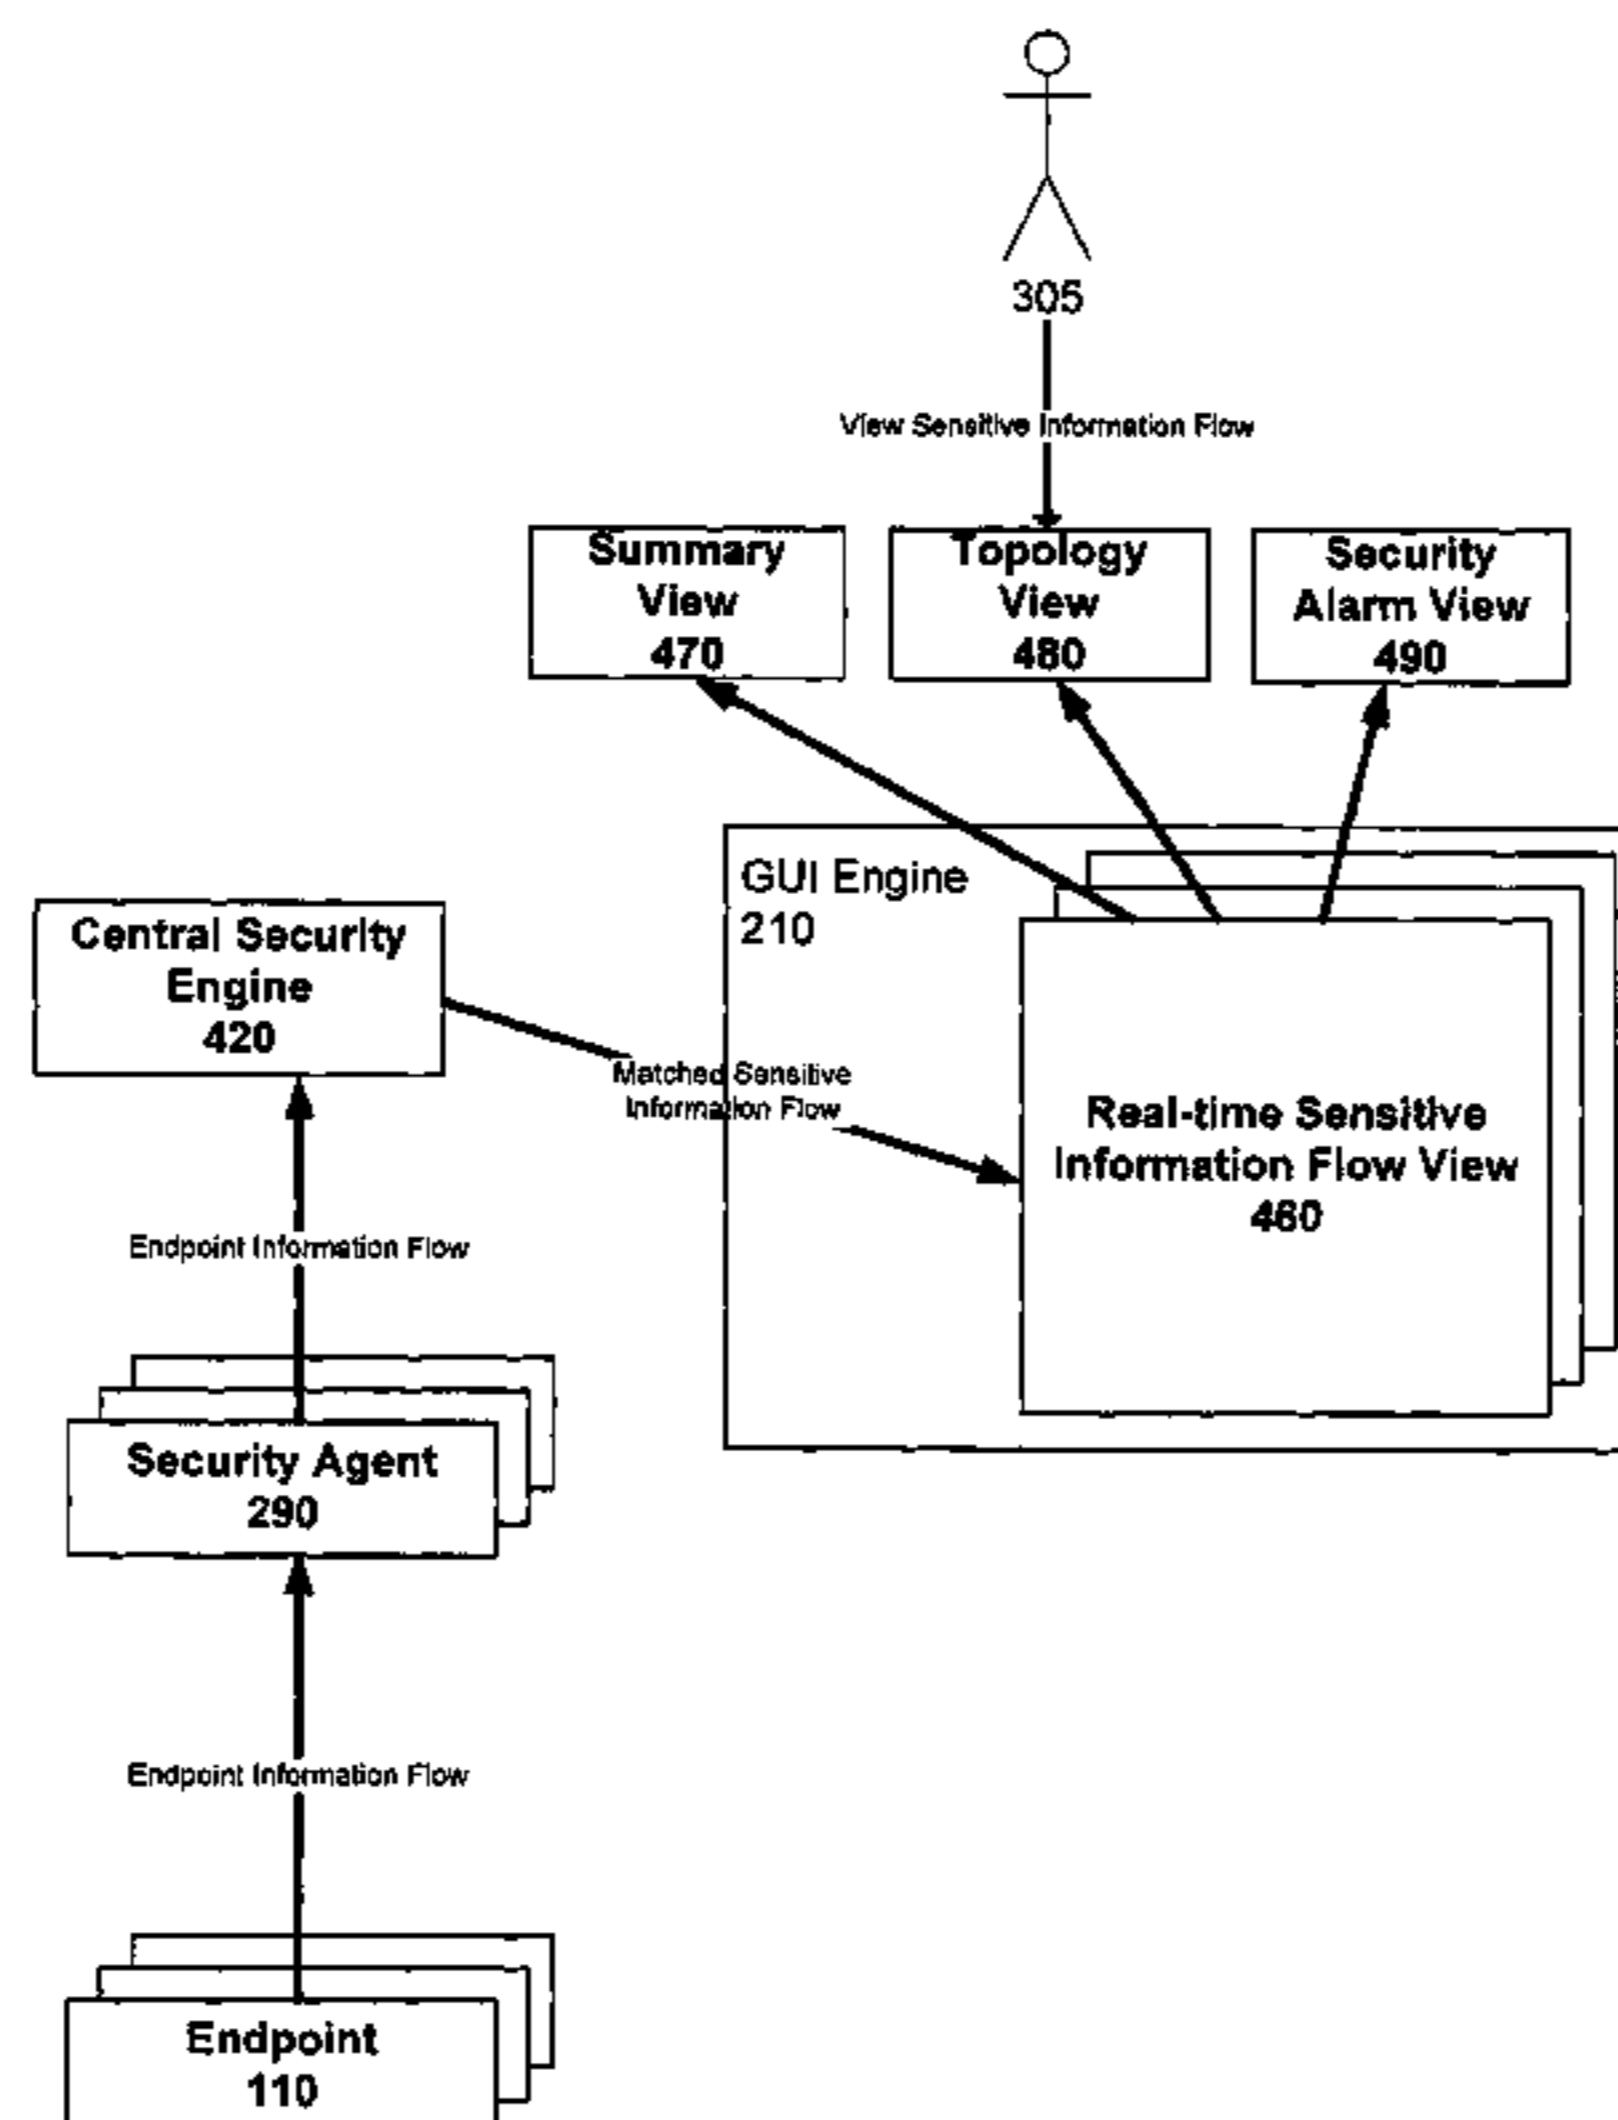 305
View Sensitive Information Flow
Summary
View
470
Topology
View
480
Security
Alarm View
490
GUI Engine
210
Central Security
Engine
420
Matched Sensitive
Information Flow
Real-time Sensitive
Information Flow View
460
Endpoint Information Flow
Security Agent
290
Endpoint Information Flow
Endpoint
110